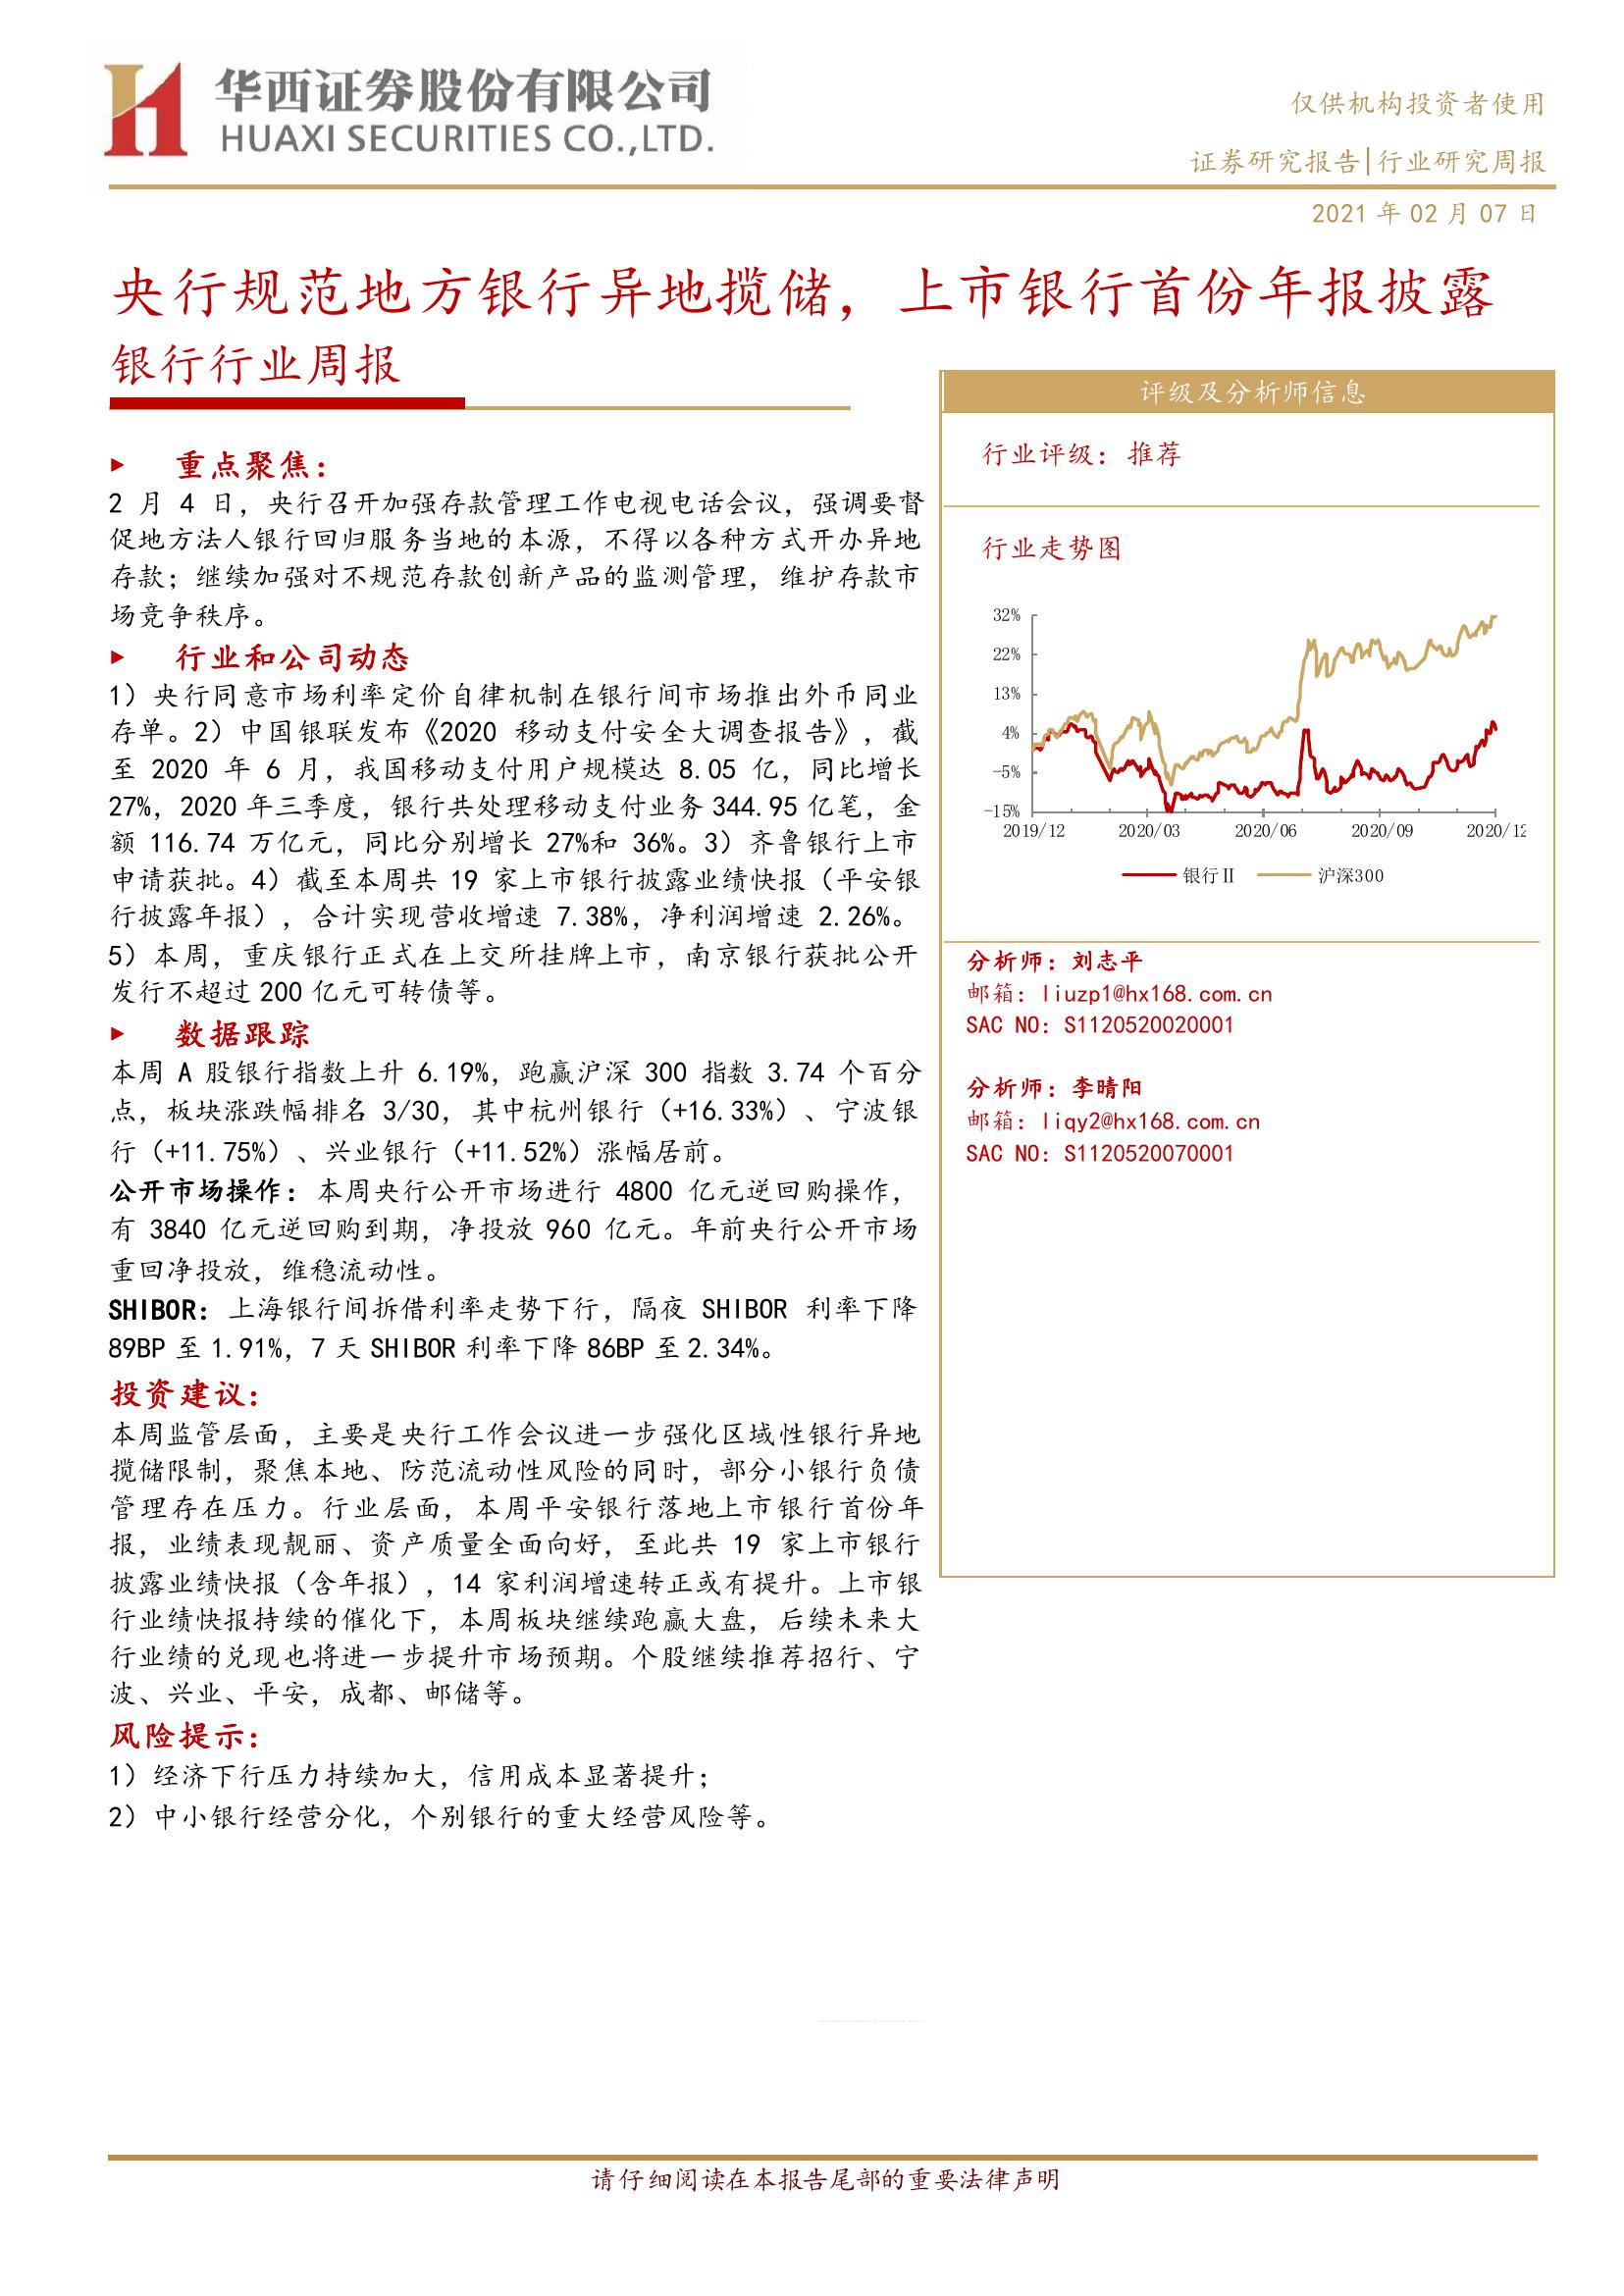 华西证券股份有限公司
HUAXI SECURITIES CO.,LTD.
仅供机构投资者使用
证券研究报告|行业研究周报
2021 年 02 月 07 日
央行规范地方银行异地揽储，上市银行首份年报披露
银行行业周报
重点聚焦：
2 月 4 日，央行召开加强存款管理工作电视电话会议，强调要督
促地方法人银行回归服务当地的本源，不得以各种方式开办异地
存款；继续加强对不规范存款创新产品的监测管理，维护存款市
场竞争秩序。
行业和公司动态
1）央行同意市场利率定价自律机制在银行间市场推出外币同业
存单。2）中国银联发布《2020 移动支付安全大调查报告》，截
至 2020 年 6 月，我国移动支付用户规模达 8.05 亿，同比增长
27%，2020 年三季度，银行共处理移动支付业务 344.95 亿笔，金
额 116.74 万亿元，同比分别增长 27%和 36%。3）齐鲁银行上市
申请获批。4）截至本周共 19 家上市银行披露业绩快报（平安银
行披露年报），合计实现营收增速 7.38%，净利润增速 2.26%。
5）本周，重庆银行正式在上交所挂牌上市，南京银行获批公开
发行不超过 200 亿元可转债等。
数据跟踪
本周 A 股银行指数上升 6.19%，跑赢沪深 300 指数 3.74 个百分
点，板块涨跌幅排名 3/30，其中杭州银行（+16.33%）、宁波银
行（+11.75%）、兴业银行（+11.52%）涨幅居前。
公开市场操作：本周央行公开市场进行 4800 亿元逆回购操作，
有 3840 亿元逆回购到期，净投放 960 亿元。年前央行公开市场
重回净投放，维稳流动性。
SHIBOR：上海银行间拆借利率走势下行，隔夜 SHIBOR 利率下降
89BP 至 1.91%，7 天 SHIBOR 利率下降 86BP 至 2.34%。
投资建议：
本周监管层面，主要是央行工作会议进一步强化区域性银行异地
揽储限制，聚焦本地、防范流动性风险的同时，部分小银行负债
管理存在压力。行业层面，本周平安银行落地上市银行首份年
报，业绩表现靓丽、资产质量全面向好，至此共 19 家上市银行
披露业绩快报（含年报），14 家利润增速转正或有提升。上市银
行业绩快报持续的催化下，本周板块继续跑赢大盘，后续未来大
行业绩的兑现也将进一步提升市场预期。个股继续推荐招行、宁
波、兴业、平安，成都、邮储等。
风险提示：
1）经济下行压力持续加大，信用成本显著提升；
2）中小银行经营分化，个别银行的重大经营风险等。
评级及分析师信息
行业评级：推荐
行业走势图
32%
22%
13%
4%
-5%
-15%
2019/12 2020/03 2020/06 2020/09 2020/12
银行Ⅱ 沪深300
分析师：刘志平
邮箱：liuzp1@hx168.com.cn
SAC NO：S1120520020001
分析师：李晴阳
邮箱：liqy2@hx168.com.cn
SAC NO：S1120520070001
请仔细阅读在本报告尾部的重要法律声明